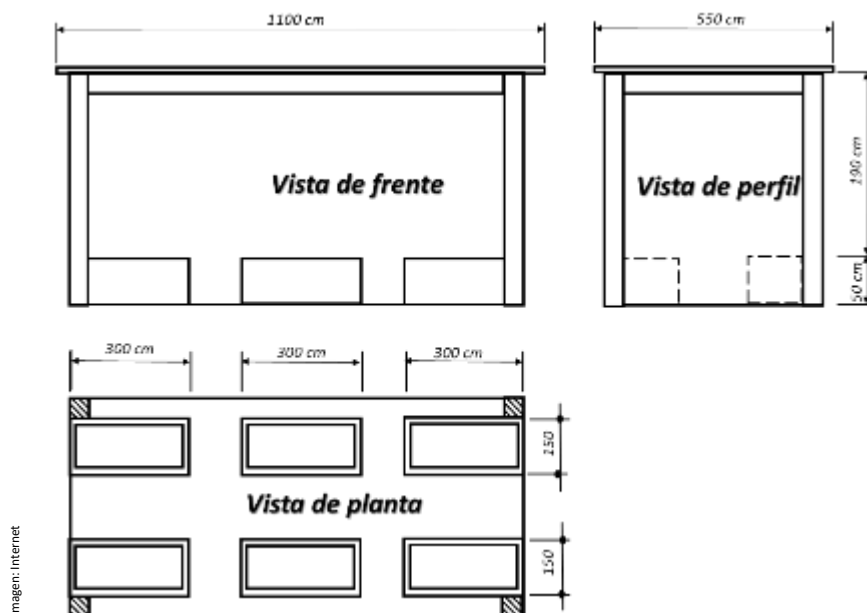 1100 cm
550 cm
Vista de frente
Vista de perfil
190 cm
50 cm
300 cm
300 cm
300 cm
150
Vista de planta
150
magen: Internet